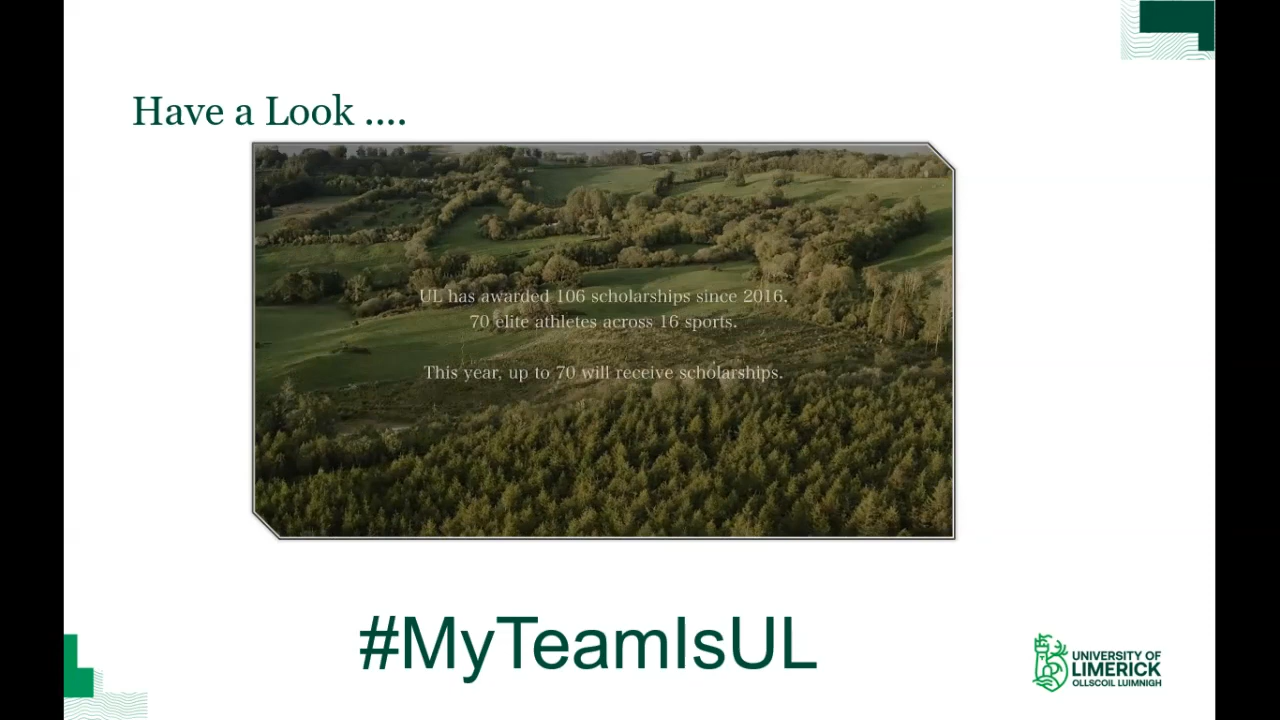 Have a Look ....
UL has awarded 106 scholarships since 2016.
70 elite athletes across 16 sports.
This year, up to 70 will receive scholarships.
#MyTeamIsUL
UNIVERSITY OF
LIMERICK
OLLSCOIL LUIMNIGH